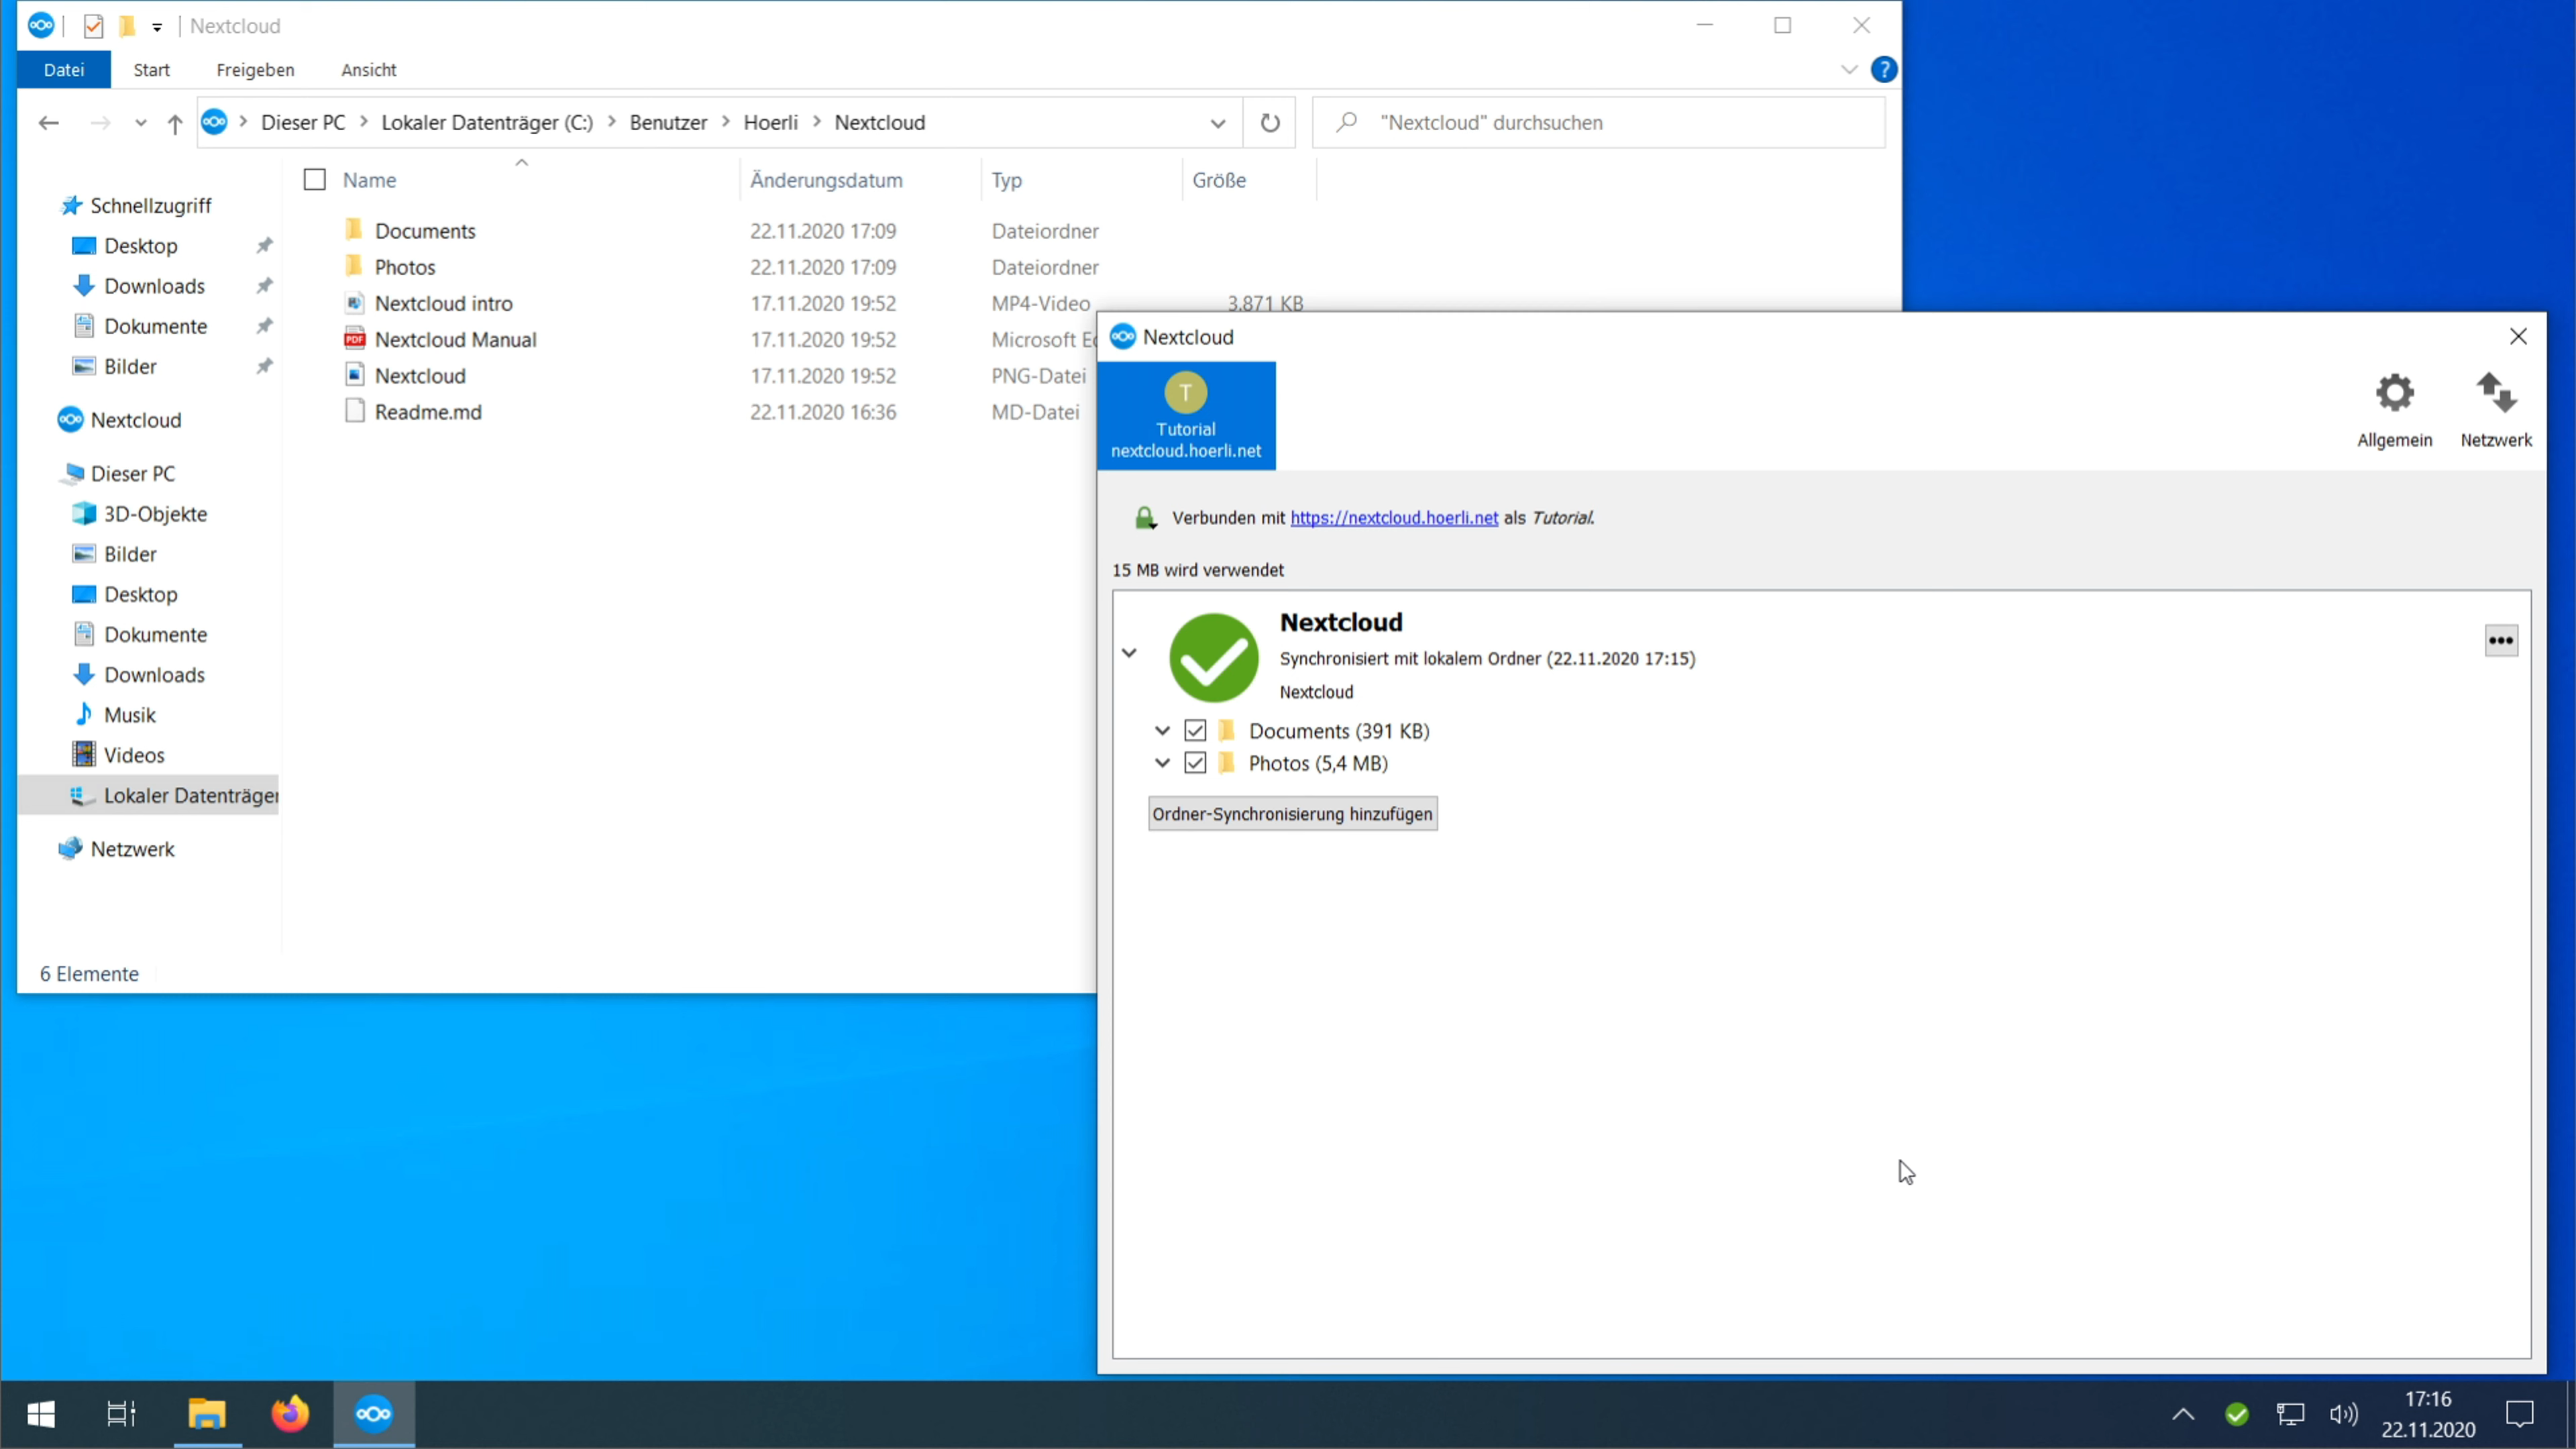 Nextcloud
Datei Start Freigeben Ansicht
Dieser PC Lokaler Datenträger (C:) Benutzer Hoerli Nextcloud
"Nextcloud" durchsuchen
Name Änderungsdatum Typ Größe
Schnellzugriff
Desktop
Downloads
Dokumente
Bilder
Nextcloud
Dieser PC
3D-Objekte
Bilder
Desktop
Dokumente
Downloads
Musik
Videos
Lokaler Datenträger
Netzwerk
Documents 22.11.2020 17:09 Dateiordner
Photos 22.11.2020 17:09 Dateiordner
Nextcloud intro 17.11.2020 19:52 MP4-Video 3.871 KB
Nextcloud Manual 17.11.2020 19:52 Microsoft
Nextcloud 17.11.2020 19:52 PNG-Datei
Readme.md 22.11.2020 16:36 MD-Datei
6 Elemente
Nextcloud
T
Tutorial
nextcloud.hoerli.net
Allgemein Netzwerk
Verbunden mit https://nextcloud.hoerli.net als Tutorial.
15 MB wird verwendet
Nextcloud
Synchronisiert mit lokalem Ordner (22.11.2020 17:15)
Nextcloud
Documents (391 KB)
Photos (5,4 MB)
Ordner-Synchronisierung hinzufügen
17:16
22.11.2020